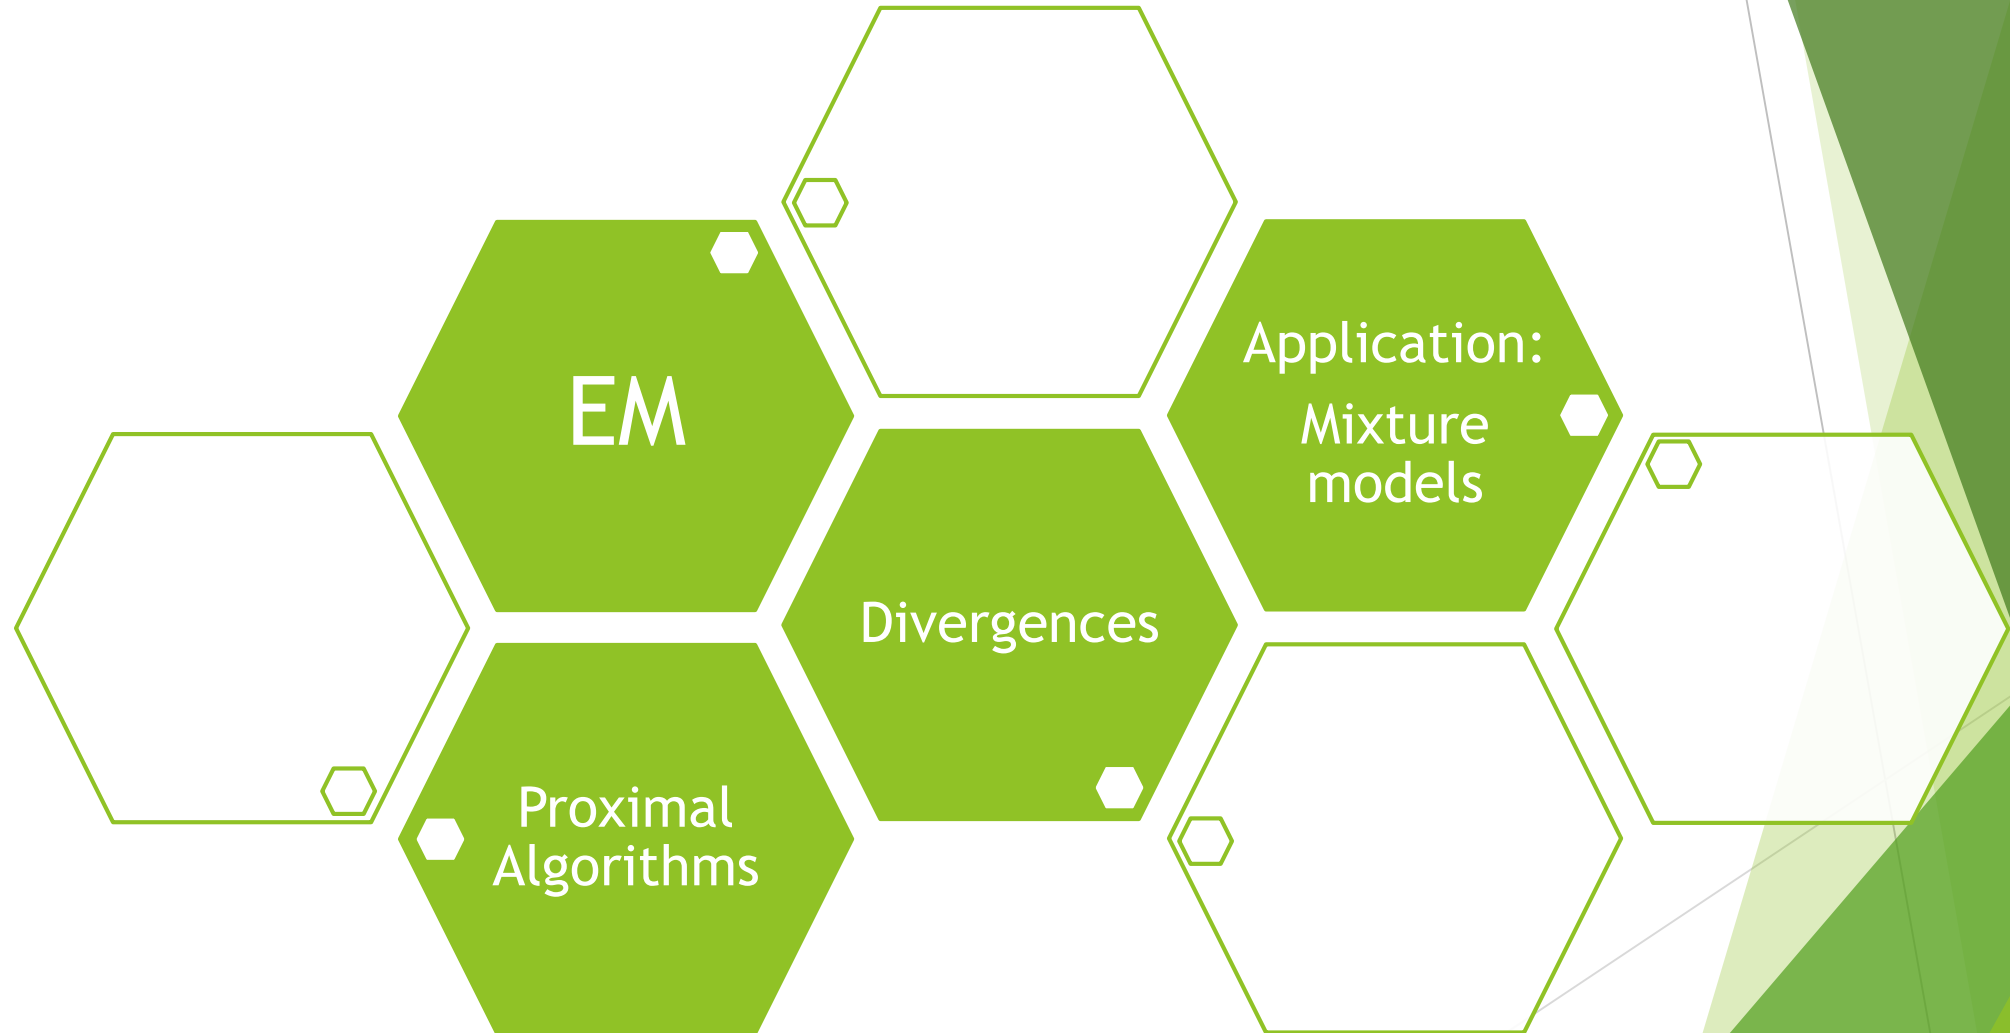 EM
Application:
Mixture
models
Divergences
Proximal
Algorithms